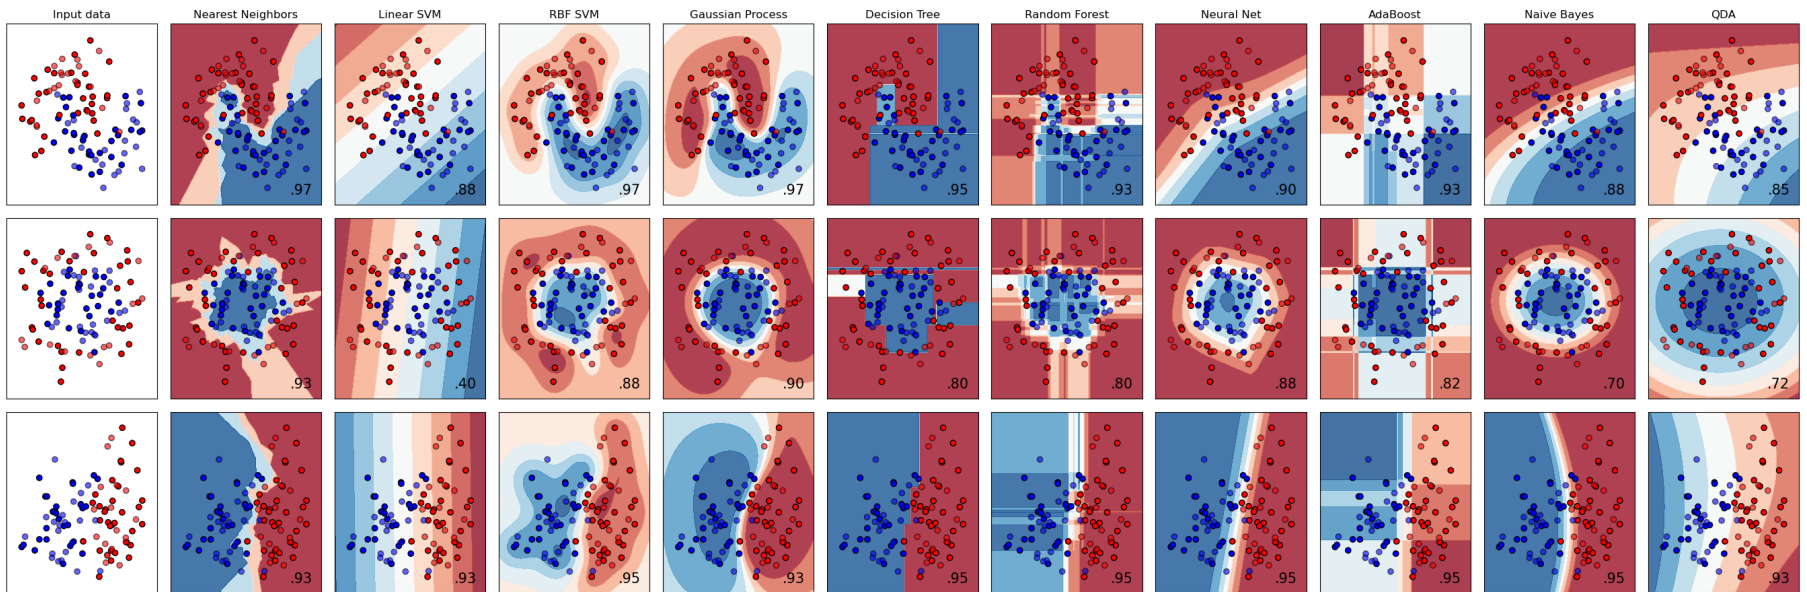 Input data Nearest Neighbors Linear SVM RBF SVM Gaussian Process Decision Tree Random Forest Neural Net AdaBoost Naive Bayes QDA
.97 .88 .97 .97 .95 .93 .90 .93 .88 .85
.93 .40 .88 .90 .80 .80 .88 .82 .70 .72
.93 .93 .95 .93 .95 .95 .95 .95 .95 .93